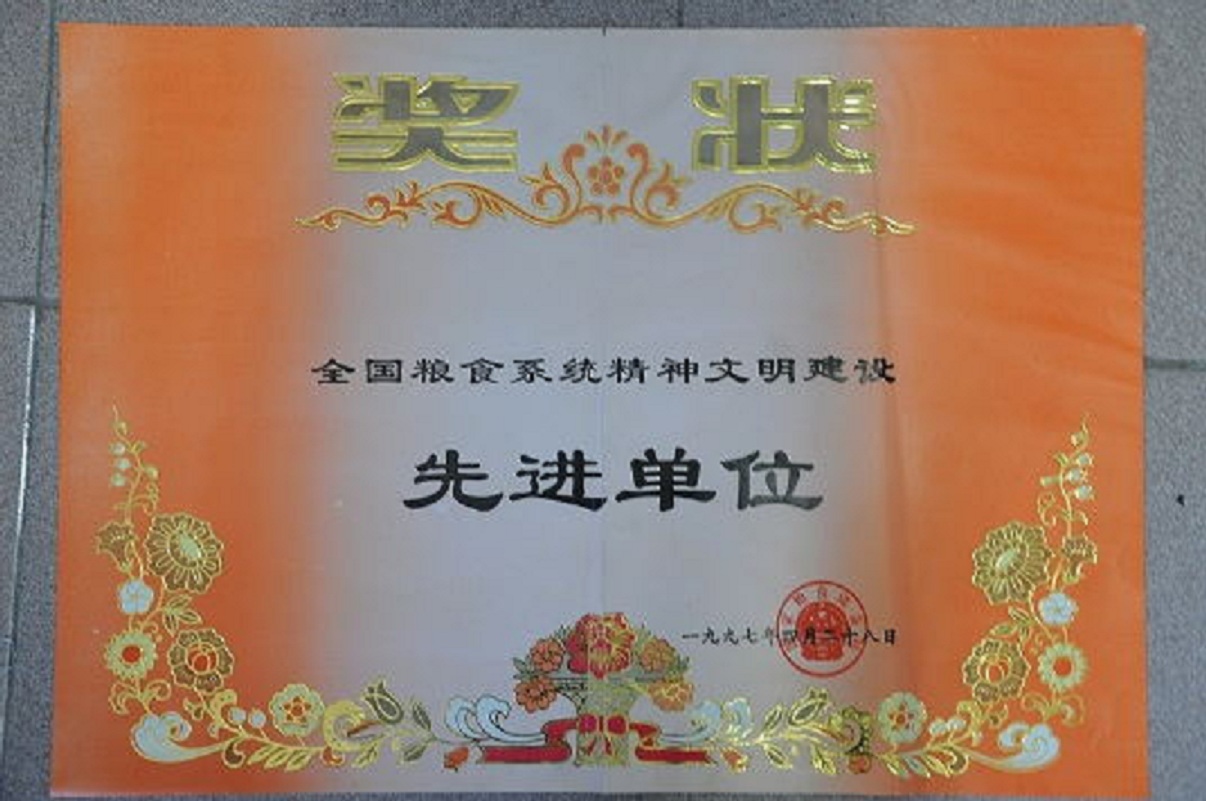 奖状
全国粮食系统精神文明建设
先进单位
一九九七年四月二十八日